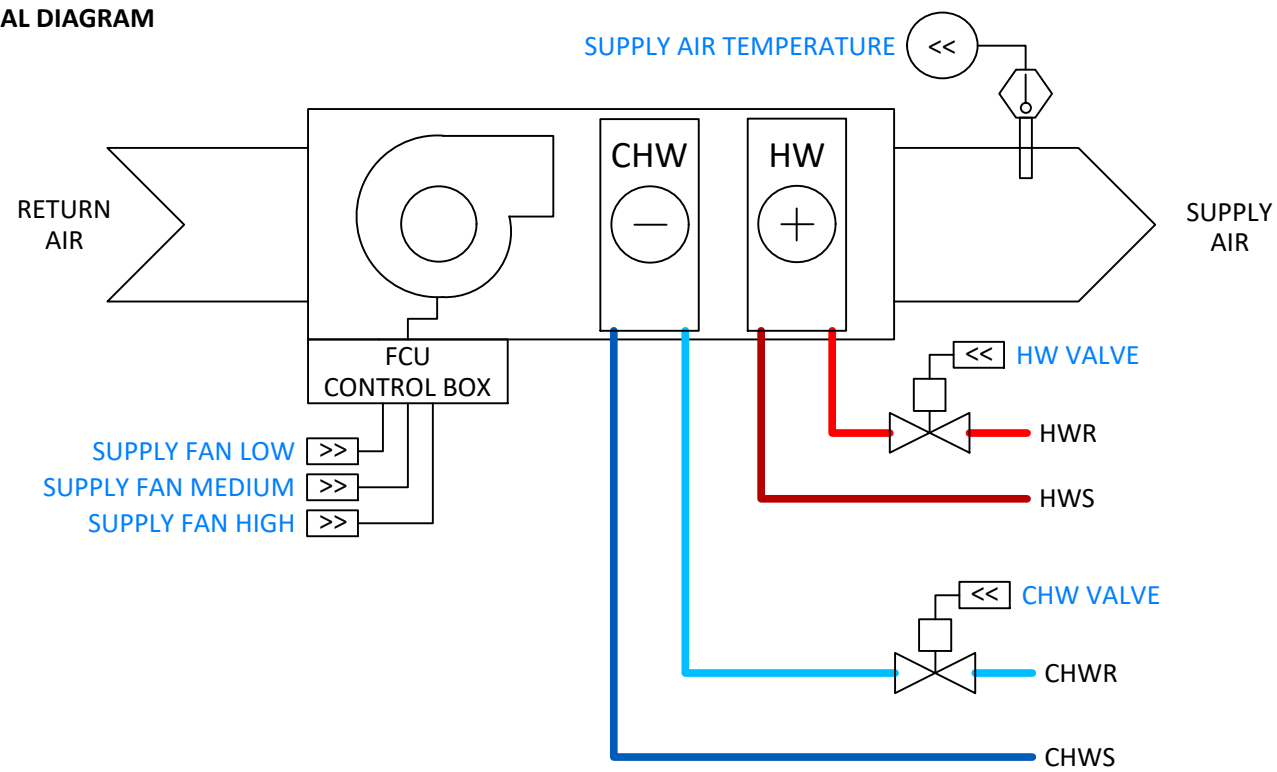 AL DIAGRAM
SUPPLY AIR TEMPERATURE
<<
CHW
HW
RETURN
AIR
SUPPLY
AIR
FCU
CONTROL BOX
<<
HW VALVE
SUPPLY FAN LOW
>>
SUPPLY FAN MEDIUM
>>
SUPPLY FAN HIGH
>>
HWR
HWS
<<
CHW VALVE
CHWR
CHWS